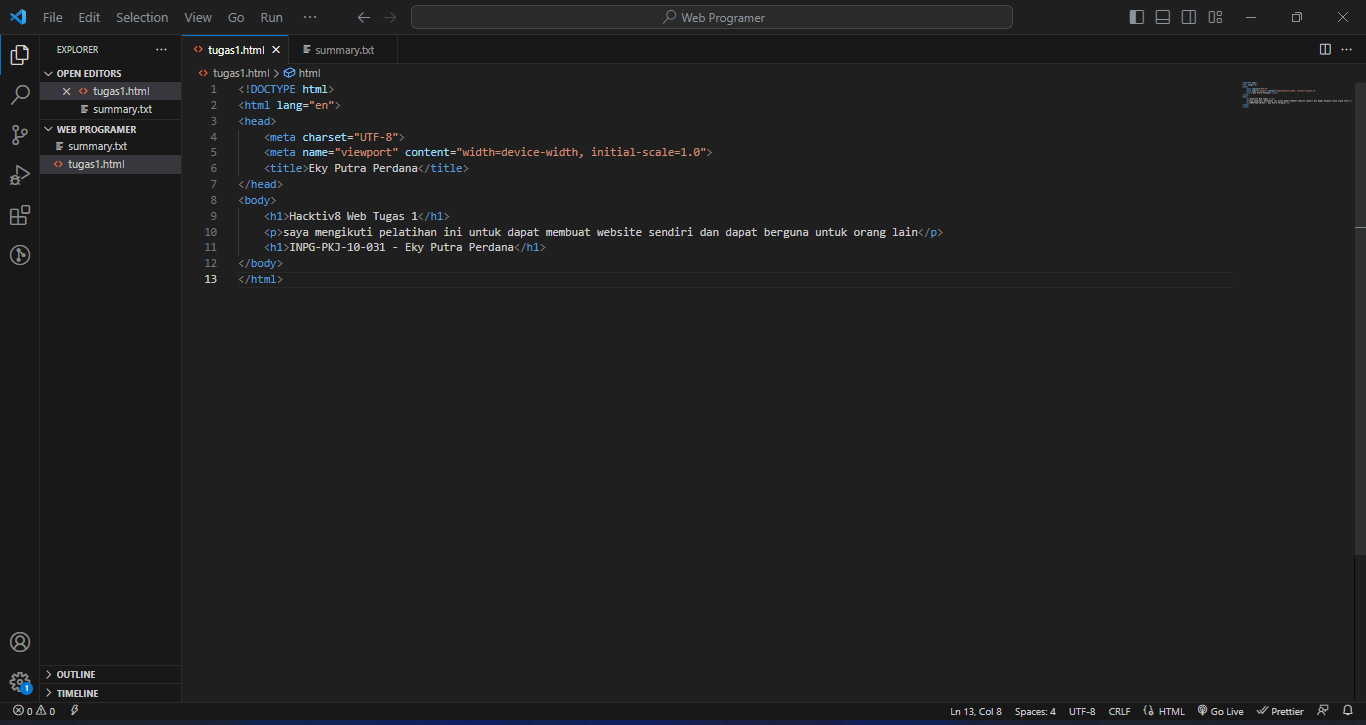 File Edit Selection View Go Run ··· Web Programer
EXPLORER ···
OPEN EDITORS
tugas1.html
summary.txt
WEB PROGRAMER
summary.txt
tugas1.html
OUTLINE
TIMELINE
tugas1.html summary.txt
tugas1.html > html
1 <!DOCTYPE html>
2 <html lang="en">
3 <head>
4 <meta charset="UTF-8">
5 <meta name="viewport" content="width=device-width, initial-scale=1.0">
6 <title>Eky Putra Perdana</title>
7 </head>
8 <body>
9 <h1>Hacktiv8 Web Tugas 1</h1>
10 <p>saya mengikuti pelatihan ini untuk dapat membuat website sendiri dan dapat berguna untuk orang lain</p>
11 <h1>INPG-PKJ-10-031 - Eky Putra Perdana</h1>
12 </body>
13 </html>
1
0 0 Ln 13, Col 8 Spaces: 4 UTF-8 CRLF HTML Go Live Prettier